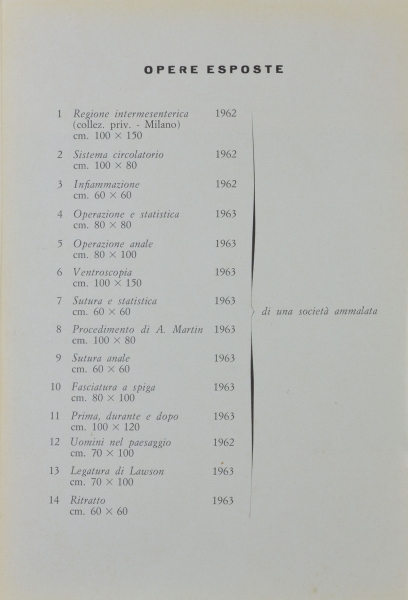 OPERE ESPOSTE
1 Regione intermesenterica 1962
(collez. priv. - Milano)
cm. 100 × 150
2 Sistema circolatorio 1962
cm. 100 × 80
3 Infiammazione 1962
cm. 60 × 60
4 Operazione e statistica 1963
cm. 80 × 80
5 Operazione anale 1963
cm. 80 × 100
6 Ventroscopia 1963
cm. 100 × 150
7 Sutura e statistica 1963
cm. 60 × 60
di una società ammalata
8 Procedimento di A. Martin 1963
cm. 100 × 80
9 Sutura anale 1963
cm. 60 × 60
10 Fasciatura a spiga 1963
cm. 80 × 100
11 Prima, durante e dopo 1963
cm. 100 × 120
12 Uomini nel paesaggio 1962
cm. 70 × 100
13 Legatura di Lawson 1963
cm. 70 × 100
14 Ritratto 1963
cm. 60 × 60